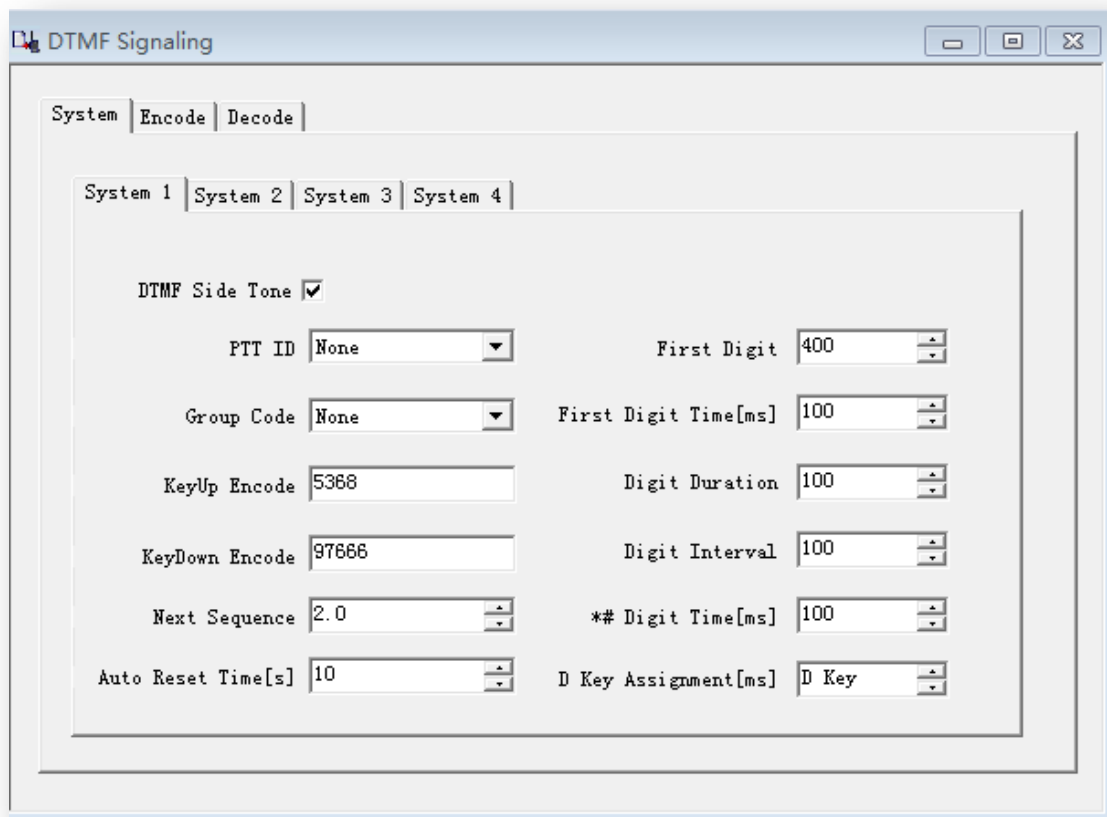 DTMF Signaling
System Encode Decode
System 1 System 2 System 3 System 4
DTMF Side Tone
PTT ID None First Digit 400
Group Code None First Digit Time[ms] 100
KeyUp Encode 5368 Digit Duration 100
KeyDown Encode 97666 Digit Interval 100
Next Sequence 2.0 *# Digit Time[ms] 100
Auto Reset Time[s] 10 D Key Assignment[ms] D Key